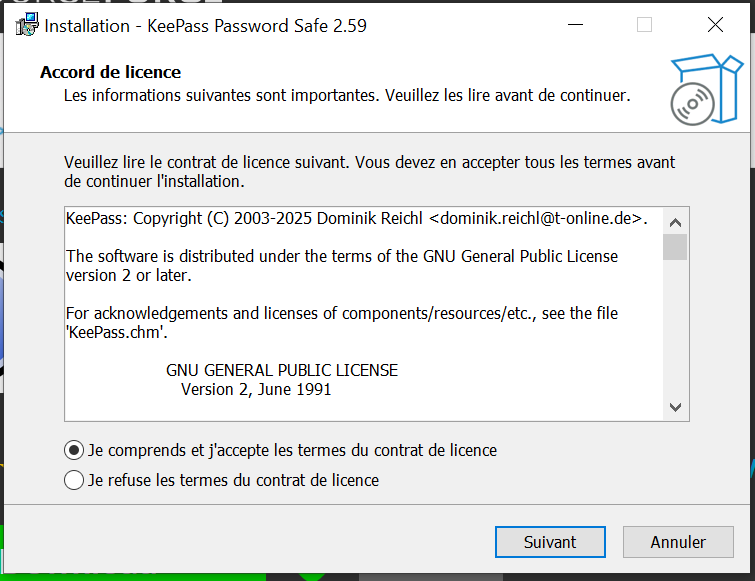 Installation - KeePass Password Safe 2.59
Accord de licence
Les informations suivantes sont importantes. Veuillez les lire avant de continuer.
Veuillez lire le contrat de licence suivant. Vous devez en accepter tous les termes avant
de continuer l'installation.
KeePass: Copyright (C) 2003-2025 Dominik Reichl <dominik.reichl@t-online.de>.
The software is distributed under the terms of the GNU General Public License
version 2 or later.
For acknowledgements and licenses of components/resources/etc., see the file
'KeePass.chm'.
GNU GENERAL PUBLIC LICENSE
Version 2, June 1991
Je comprends et j'accepte les termes du contrat de licence
Je refuse les termes du contrat de licence
Suivant
Annuler